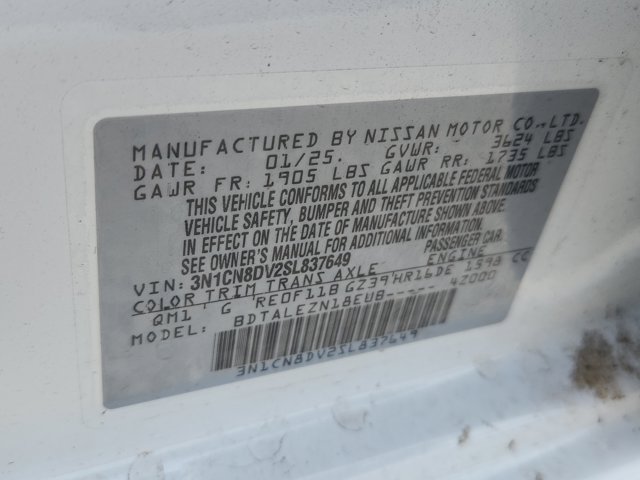 MANUFACTURED BY NISSAN MOTOR CO.,LTD.
DATE: 01/25. GVWR: 3624 LBS
GAWR FR: 1905 LBS GAWR RR: 1735 LBS
THIS VEHICLE CONFORMS TO ALL APPLICABLE FEDERAL MOTOR
VEHICLE SAFETY, BUMPER AND THEFT PREVENTION STANDARDS
IN EFFECT ON THE DATE OF MANUFACTURE SHOWN ABOVE.
SEE OWNER'S MANUAL FOR ADDITIONAL INFORMATION.
VIN: 3N1CN8DV2SL837649 PASSENGER CAR.
COLOR TRIM TRANS AXLE ENGINE
QM1 G RE0F11B GZ39 HR16DE 1598 CC
MODEL: BDTALEZN18EUB----- 42000
3N1CN8DV2SL837649